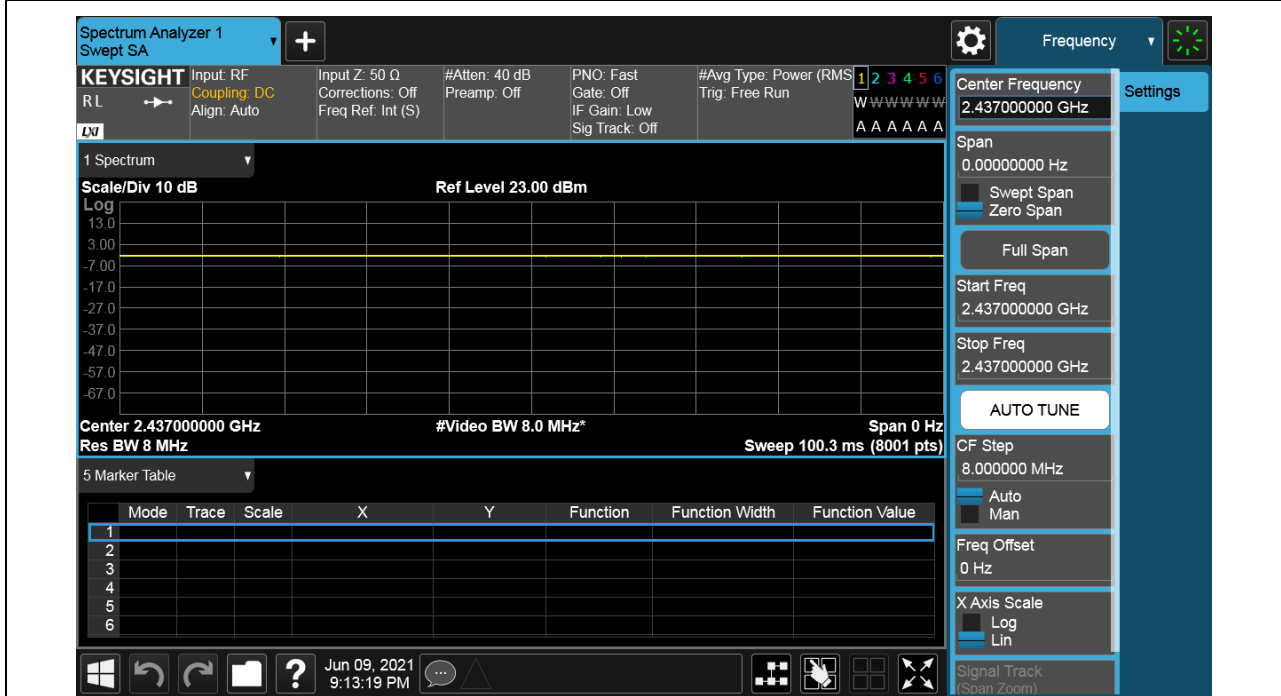 Spectrum Analyzer 1
Swept SA
+
Frequency
KEYSIGHT
RL
LXI
Input: RF
Coupling: DC
Align: Auto
Input Z: 50 Ω
Corrections: Off
Freq Ref: Int (S)
#Atten: 40 dB
Preamp: Off
PNO: Fast
Gate: Off
IF Gain: Low
Sig Track: Off
#Avg Type: Power (RMS
Trig: Free Run
1 2 3 4 5 6
W W W W W W
A A A A A A
1 Spectrum
Scale/Div 10 dB
Ref Level 23.00 dBm
Log
13.0
3.00
-7.00
-17.0
-27.0
-37.0
-47.0
-57.0
-67.0
Center 2.437000000 GHz
#Video BW 8.0 MHz*
Span 0 Hz
Res BW 8 MHz
Sweep 100.3 ms (8001 pts)
5 Marker Table
Mode Trace Scale X Y Function Function Width Function Value
1
2
3
4
5
6
Center Frequency
2.437000000 GHz
Settings
Span
0.00000000 Hz
Swept Span
Zero Span
Full Span
Start Freq
2.437000000 GHz
Stop Freq
2.437000000 GHz
AUTO TUNE
CF Step
8.000000 MHz
Auto
Man
Freq Offset
0 Hz
X Axis Scale
Log
Lin
Signal Track
(Span Zoom)
?
Jun 09, 2021
9:13:19 PM